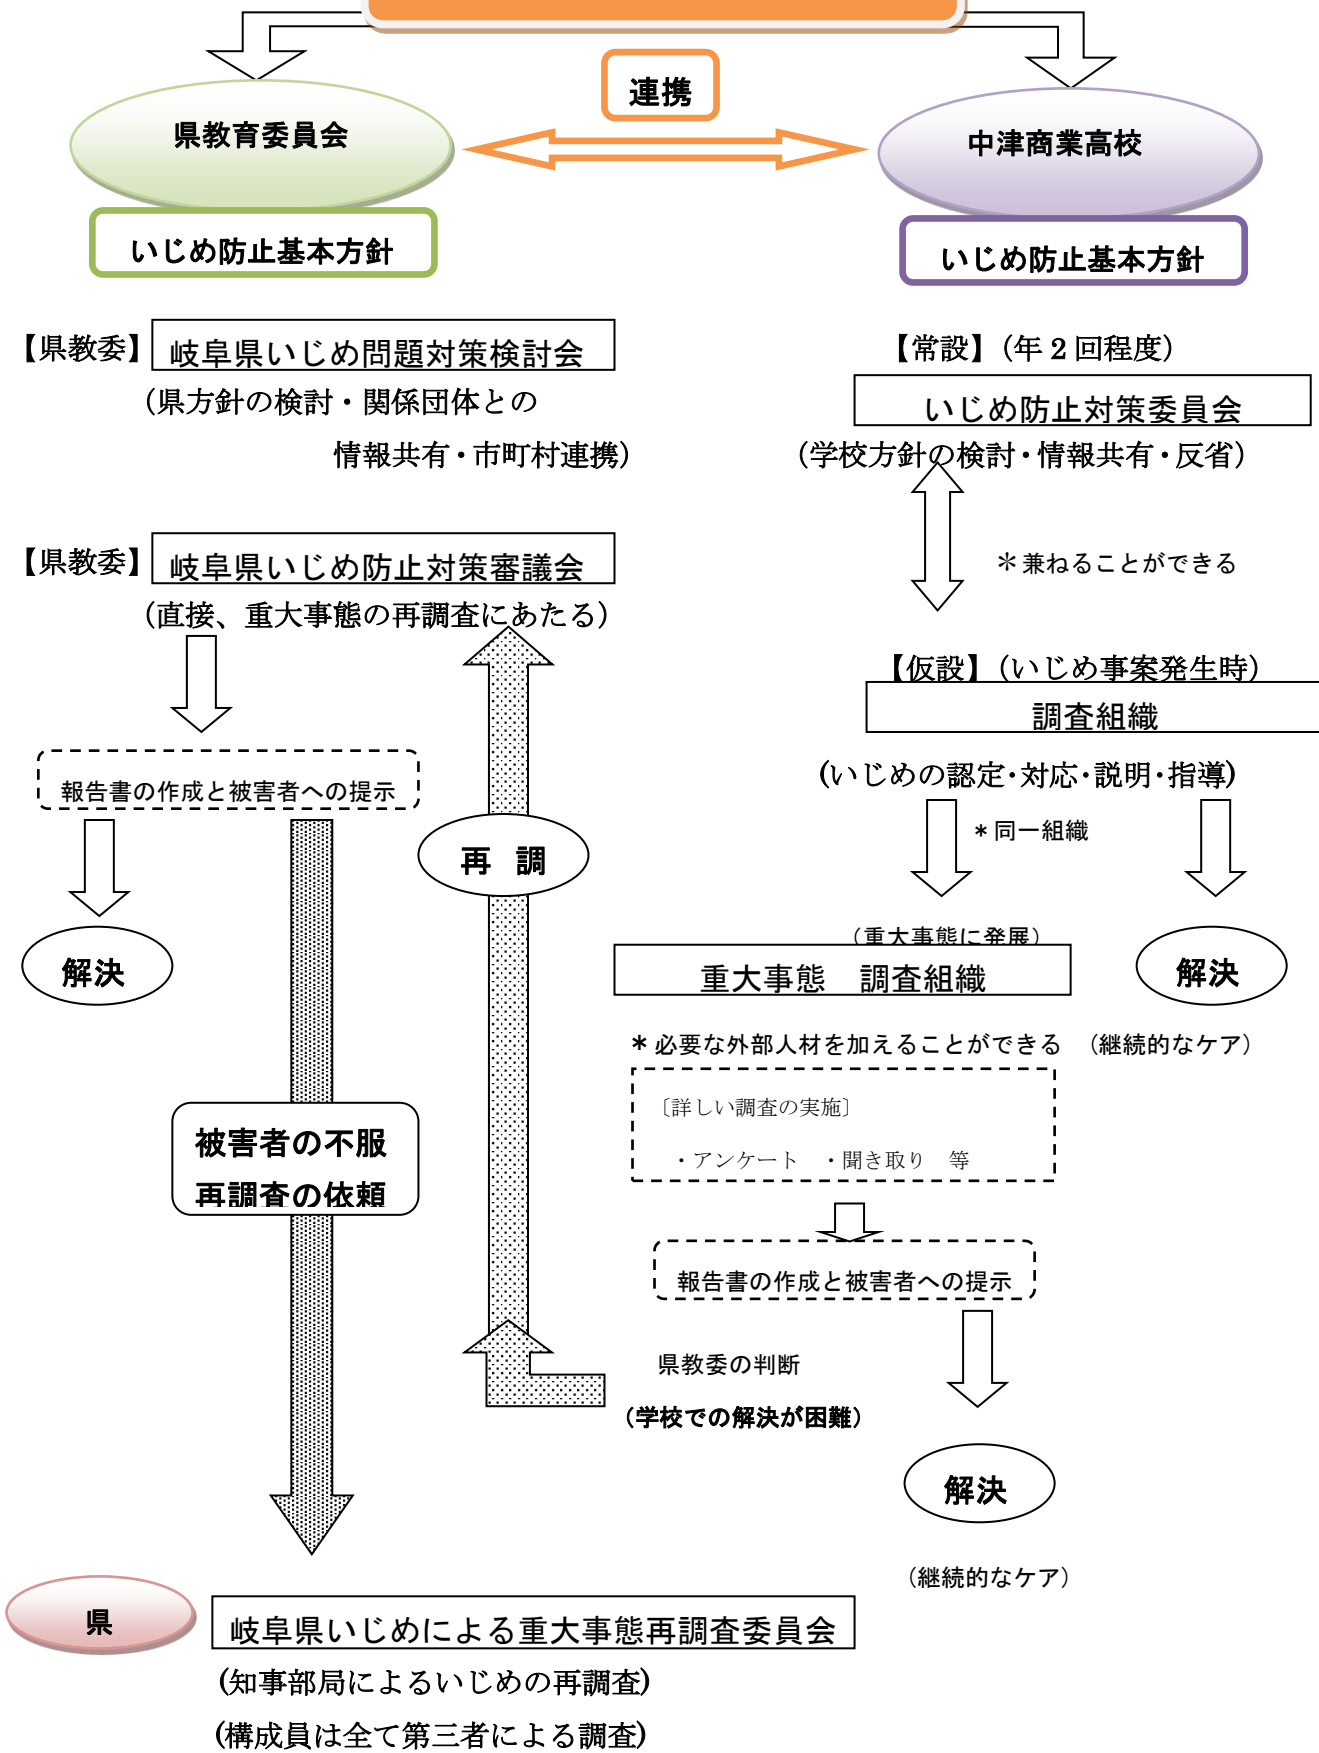 連携
県教育委員会
中津商業高校
いじめ防止基本方針
いじめ防止基本方針
【県教委】 岐阜県いじめ問題対策検討会
(県方針の検討・関係団体との
情報共有・市町村連携)
【常設】(年2回程度)
いじめ防止対策委員会
(学校方針の検討・情報共有・反省)
＊兼ねることができる
【県教委】 岐阜県いじめ防止対策審議会
(直接、重大事態の再調査にあたる)
【仮設】(いじめ事案発生時)
調査組織
(いじめの認定・対応・説明・指導)
＊同一組織
報告書の作成と被害者への提示
再 調
解決
(重大事態に発展)
重大事態 調査組織
解決
＊必要な外部人材を加えることができる
(継続的なケア)
〔詳しい調査の実施〕
・アンケート ・聞き取り 等
被害者の不服
再調査の依頼
報告書の作成と被害者への提示
県教委の判断
(学校での解決が困難)
解決
(継続的なケア)
県
岐阜県いじめによる重大事態再調査委員会
(知事部局によるいじめの再調査)
(構成員は全て第三者による調査)